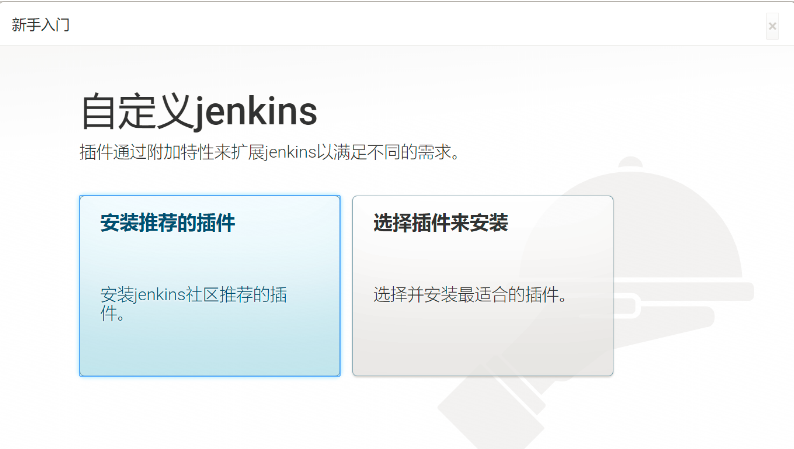 新手入门
×
自定义jenkins
插件通过附加特性来扩展jenkins以满足不同的需求。
安装推荐的插件
安装jenkins社区推荐的插
件。
选择插件来安装
选择并安装最适合的插件。